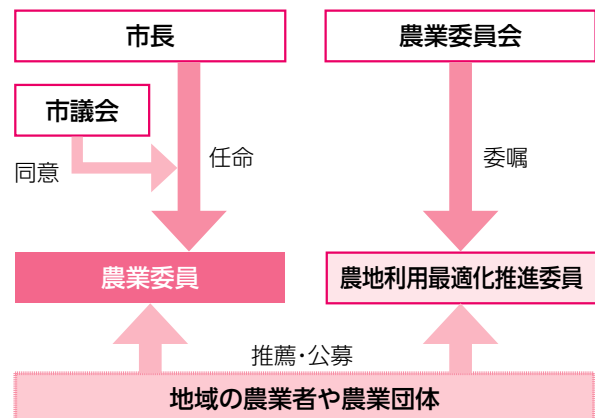 市長
農業委員会
市議会
同意
任命
委嘱
農業委員
農地利用最適化推進委員
推薦・公募
地域の農業者や農業団体